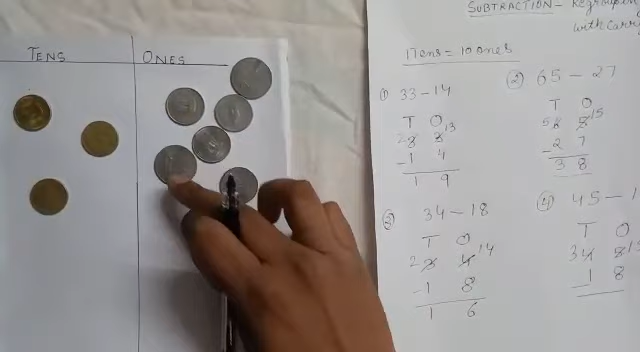 TENS ONES
SUBTRACTION - Regrouping
with carry
1 Tens = 10 ones
① 33-14
T O
2 3 3 13
- 1 4
1 9
② 65-27
T O
5 6 5 15
- 2 7
3 8
③ 34-18
T O
2 3 4 14
- 1 8
1 6
④ 45-1
T O
3 4
- 1 8